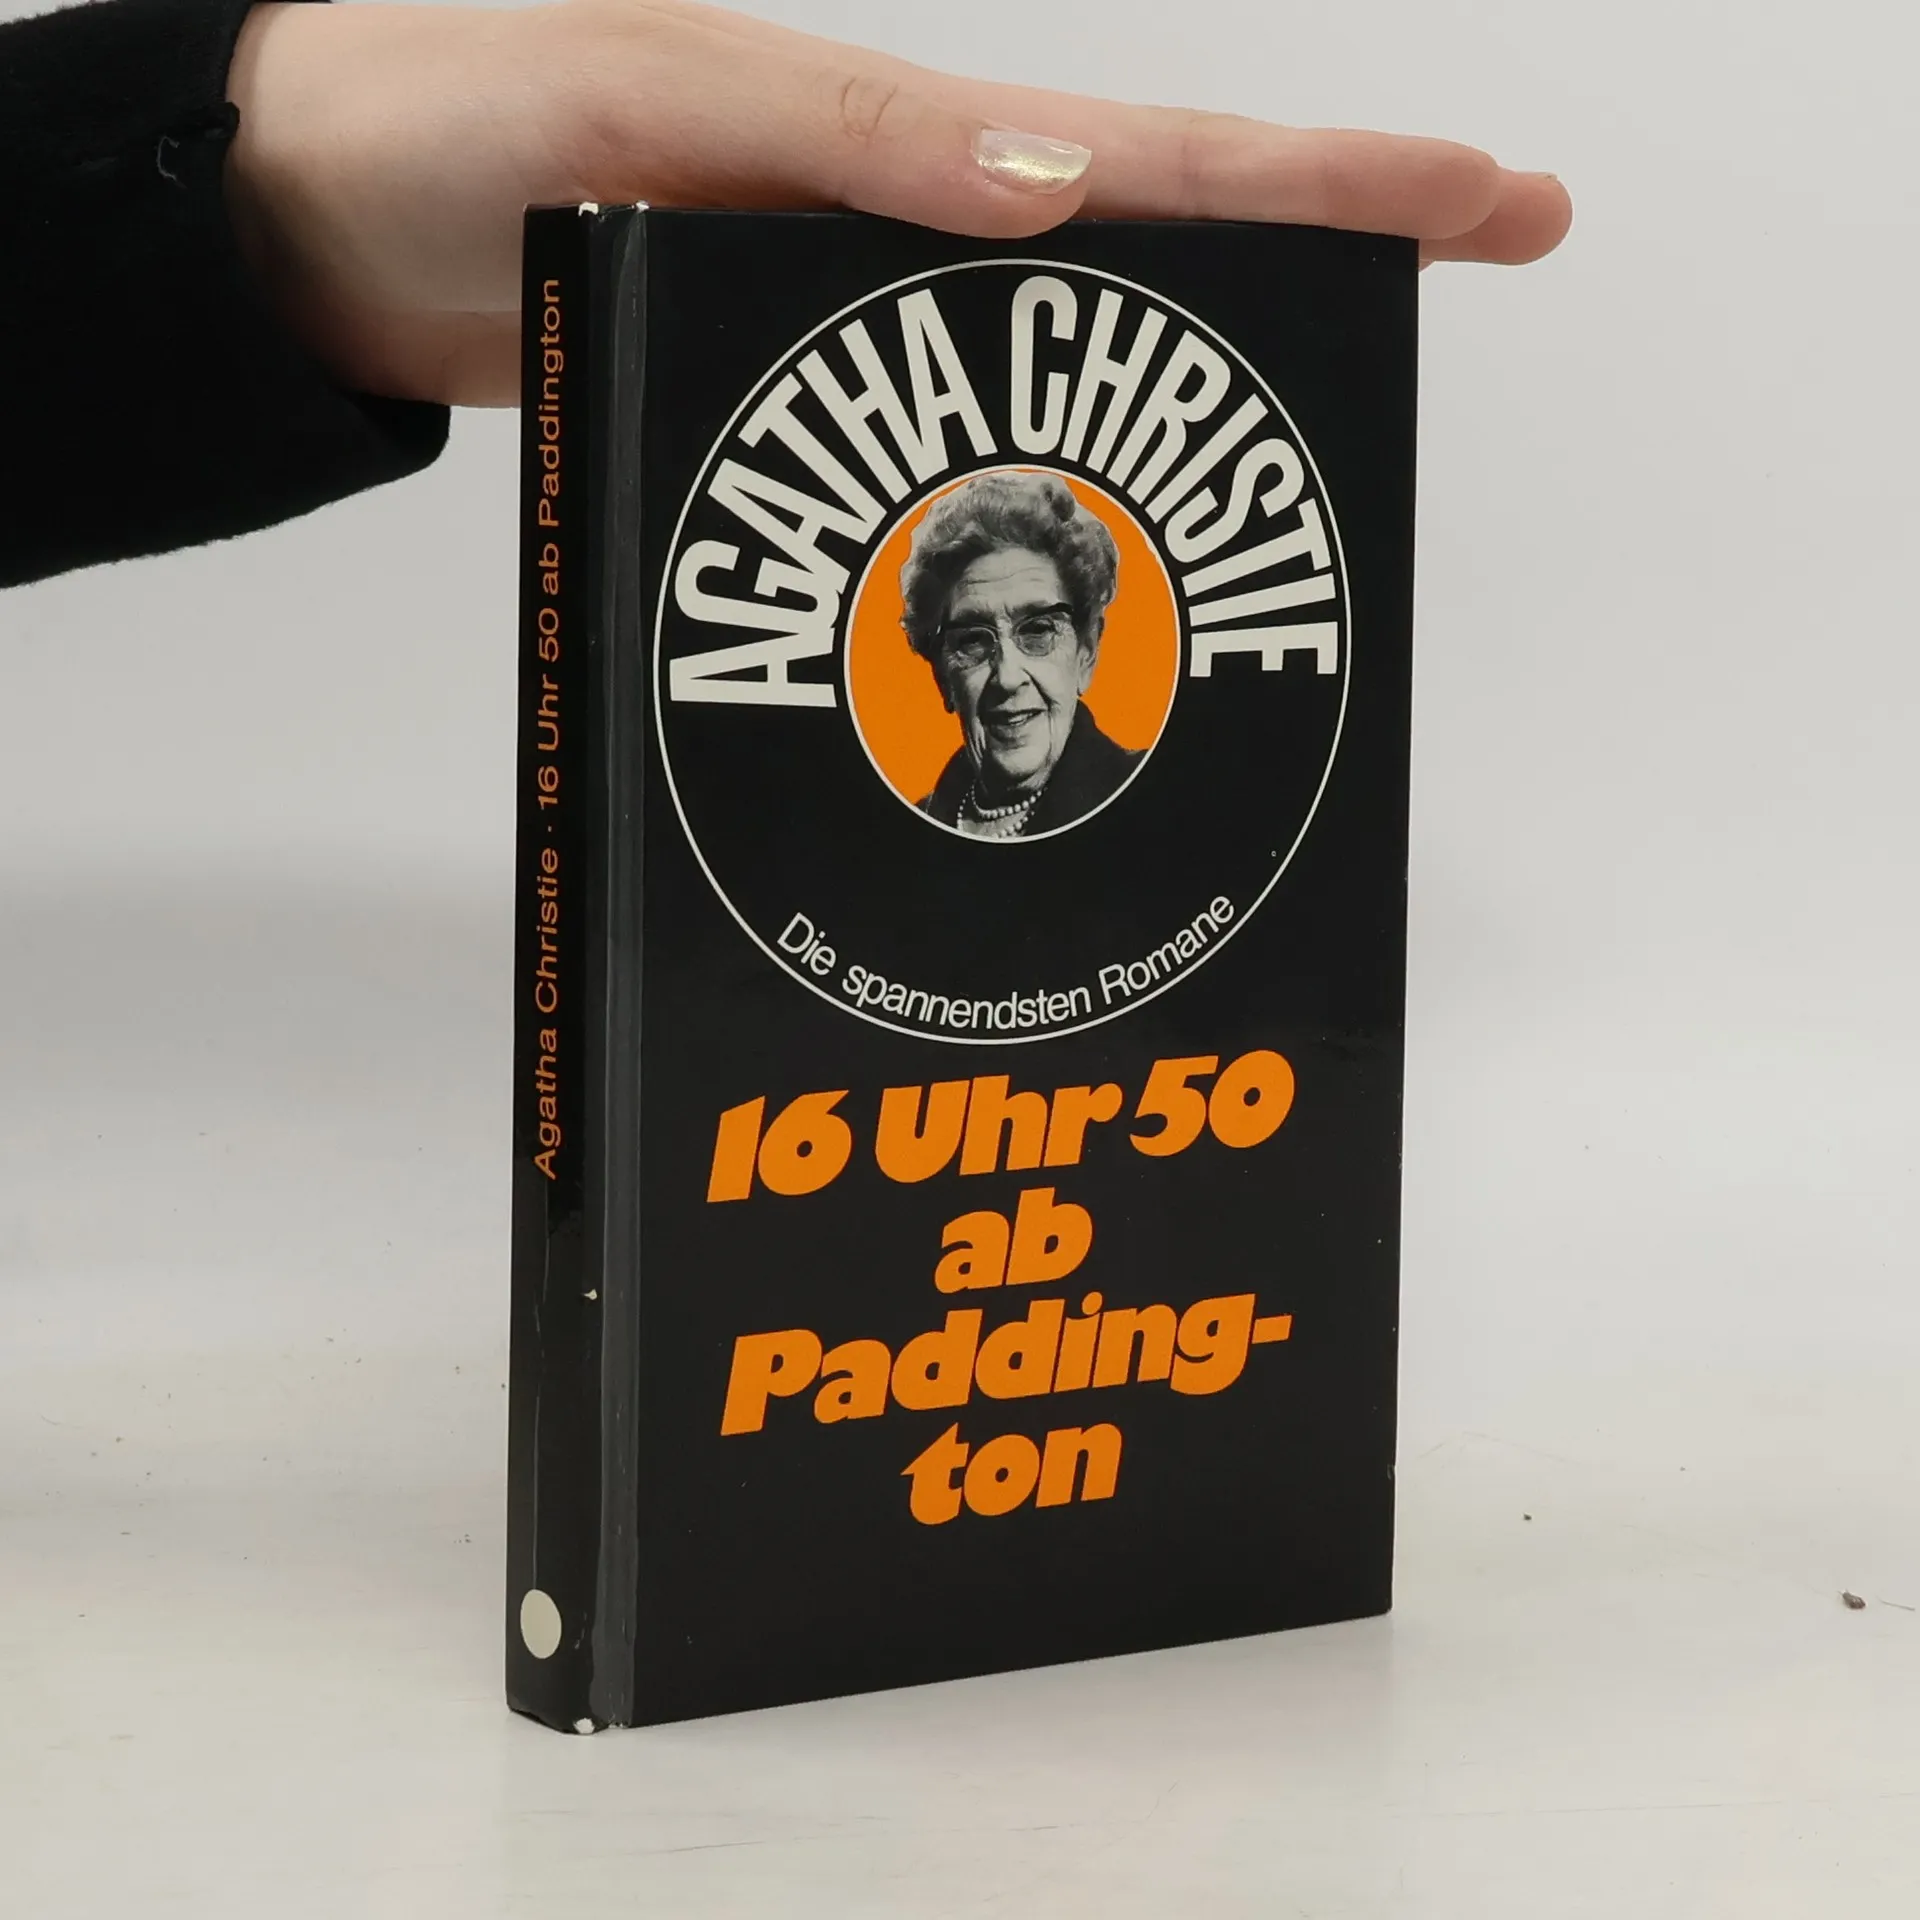 Agatha Christie · 16 Uhr 50 ab Paddington
AGATHA CHRISTIE
Die spannendsten Romane
16 Uhr 50
ab
Padding-
ton